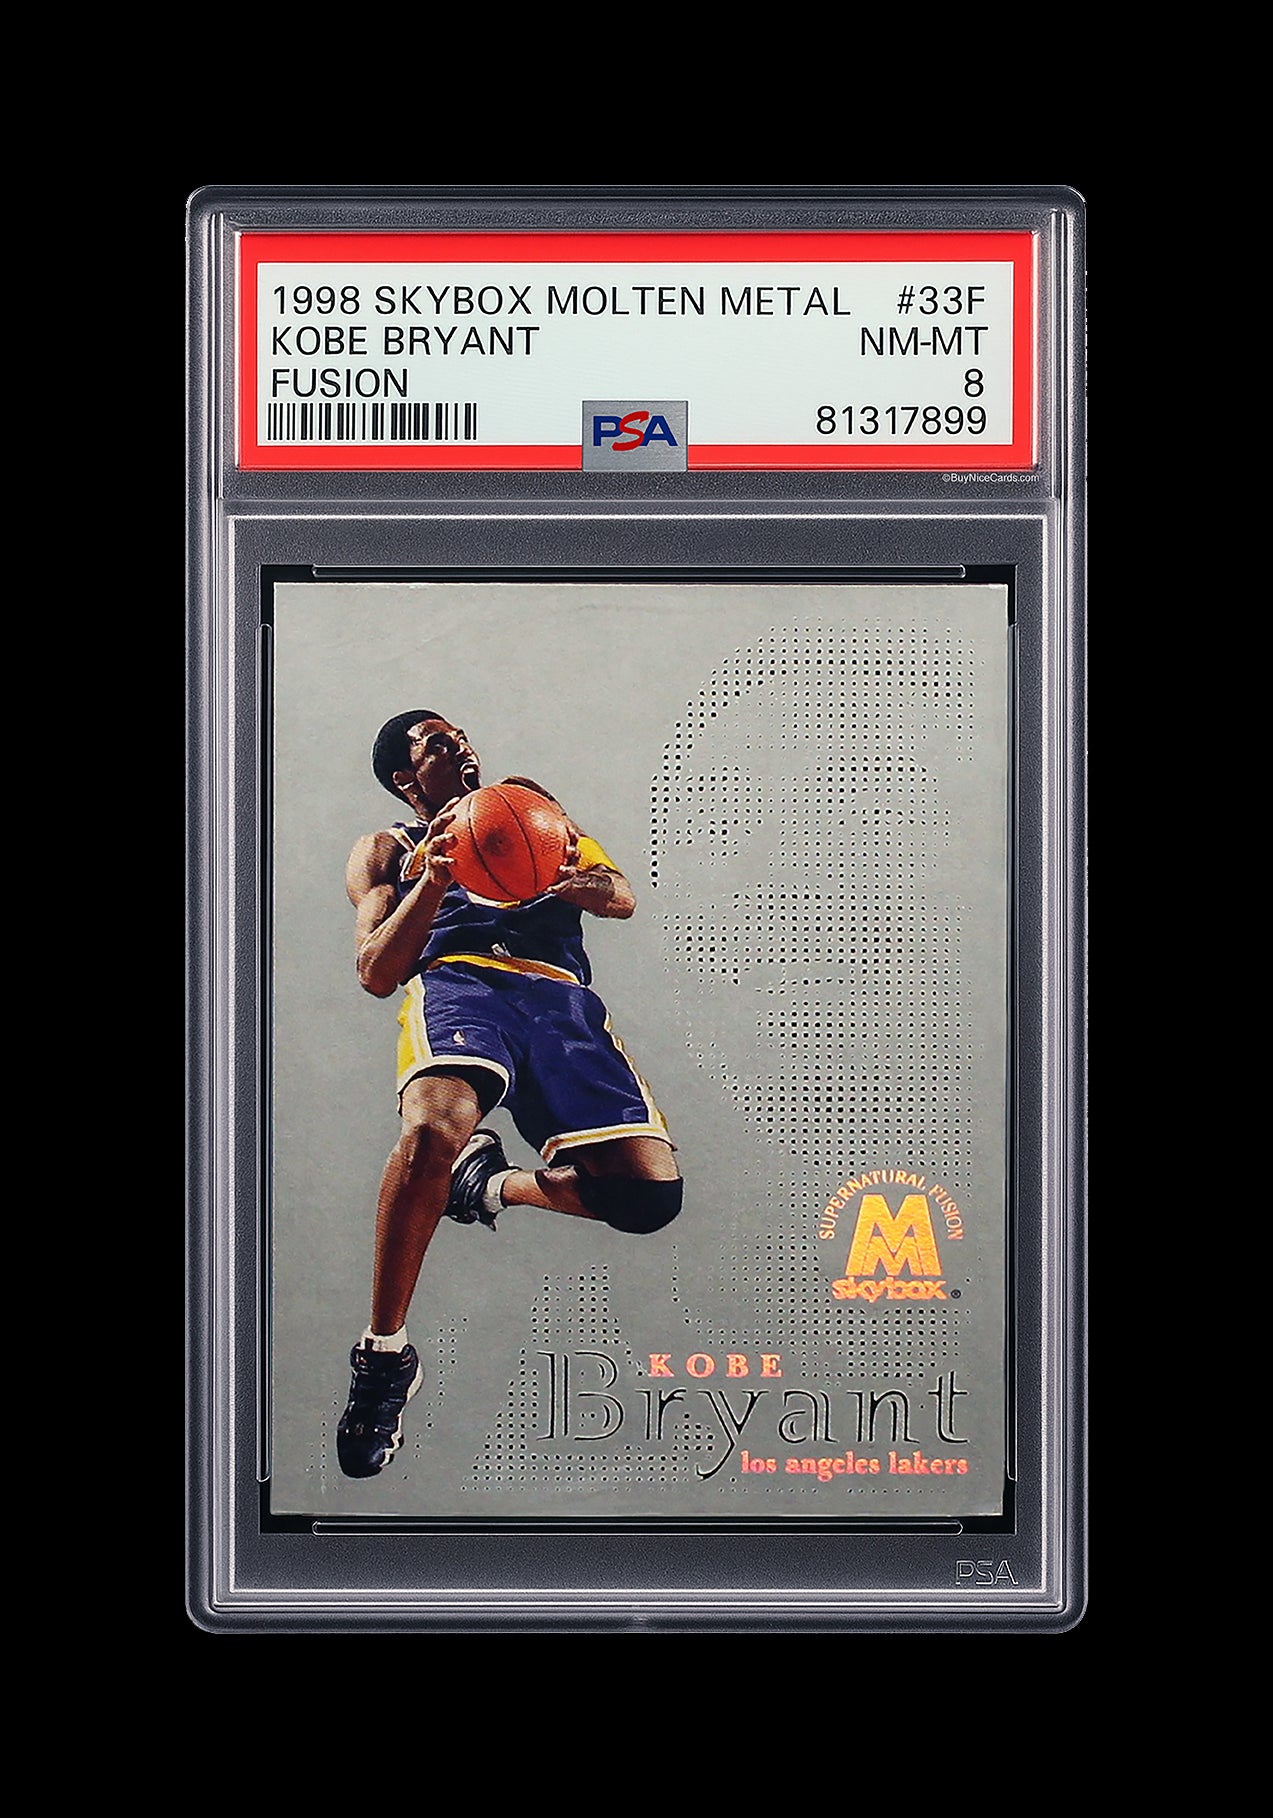 1998 SKYBOX MOLTEN METAL #33F
KOBE BRYANT NM-MT
FUSION 8
81317899
PSA
©BuyNiceCards.com
SUPERNATURAL FUSION
MM
skybox®
KOBE
Bryant
los angeles lakers
PSA